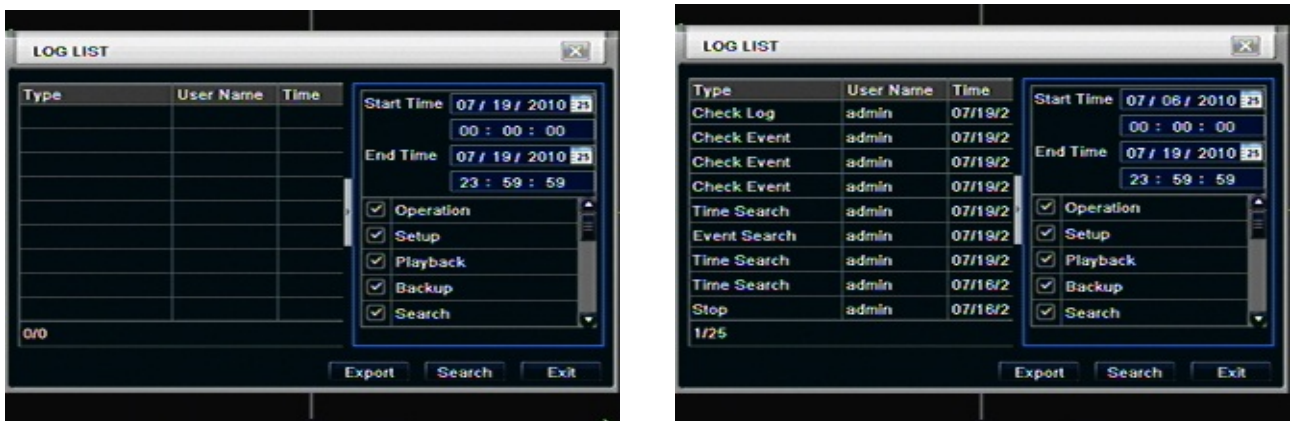 LOG LIST
Type User Name Time
0/0
Start Time 07 / 19 / 2010 25
00 : 00 : 00
End Time 07 / 19 / 2010 25
23 : 59 : 59
Operation
Setup
Playback
Backup
Search
Export Search Exit
LOG LIST
Type User Name Time
Check Log admin 07/19/2
Check Event admin 07/19/2
Check Event admin 07/19/2
Check Event admin 07/19/2
Time Search admin 07/19/2
Event Search admin 07/19/2
Time Search admin 07/19/2
Time Search admin 07/16/2
Stop admin 07/16/2
1/25
Start Time 07 / 06 / 2010 25
00 : 00 : 00
End Time 07 / 19 / 2010 25
23 : 59 : 59
Operation
Setup
Playback
Backup
Search
Export Search Exit